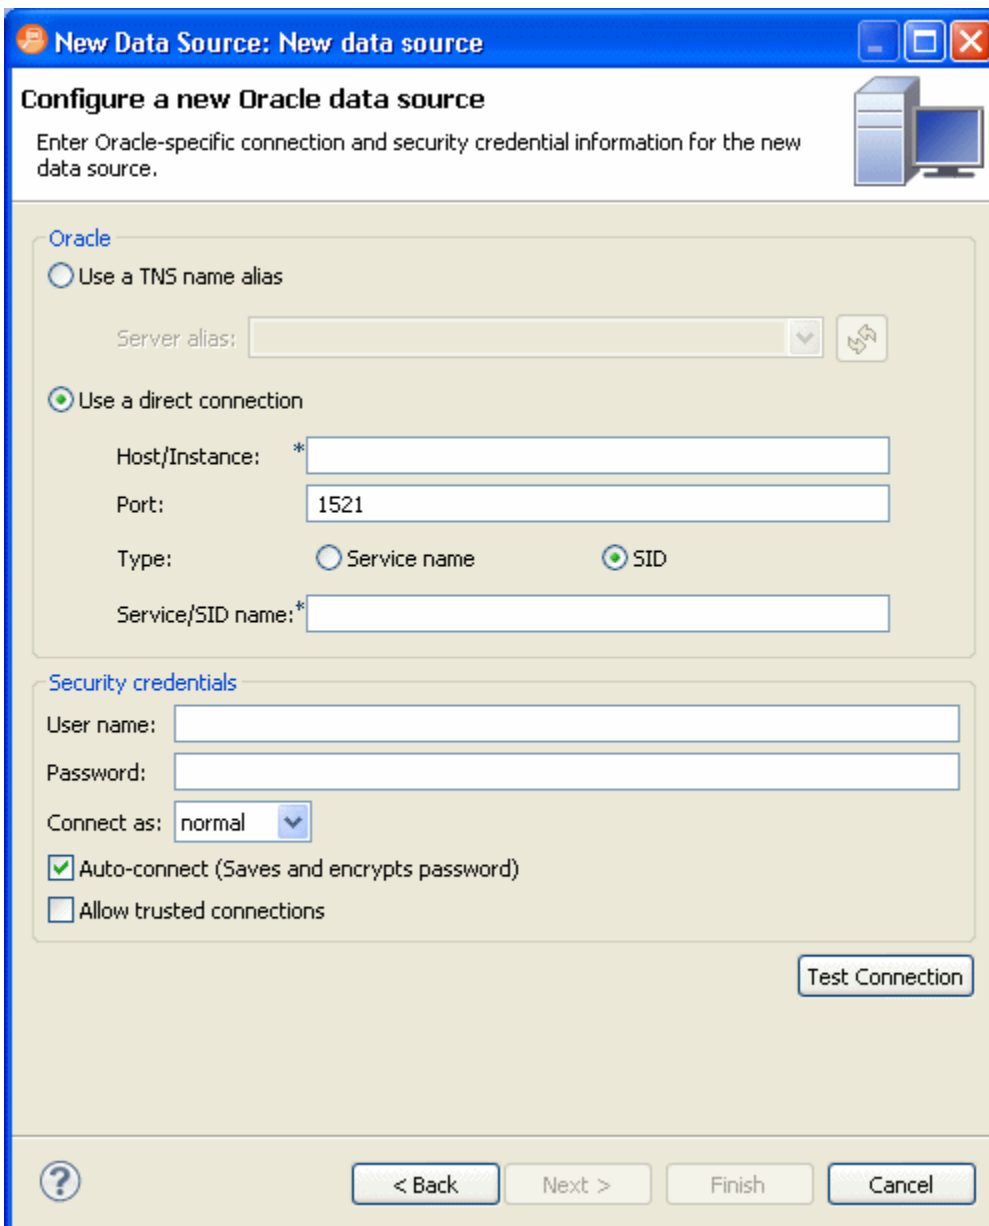 New Data Source: New data source
Configure a new Oracle data source
Enter Oracle-specific connection and security credential information for the new
data source.
Oracle
Use a TNS name alias
Server alias:
Use a direct connection
Host/Instance: *
Port: 1521
Type: Service name SID
Service/SID name:*
Security credentials
User name:
Password:
Connect as: normal
Auto-connect (Saves and encrypts password)
Allow trusted connections
Test Connection
? < Back Next > Finish Cancel